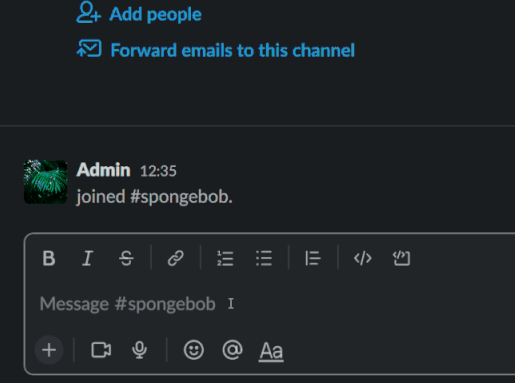 Add people
Forward emails to this channel
Admin 12:35
joined #spongebob.
B I S
Message #spongebob
@ Aa